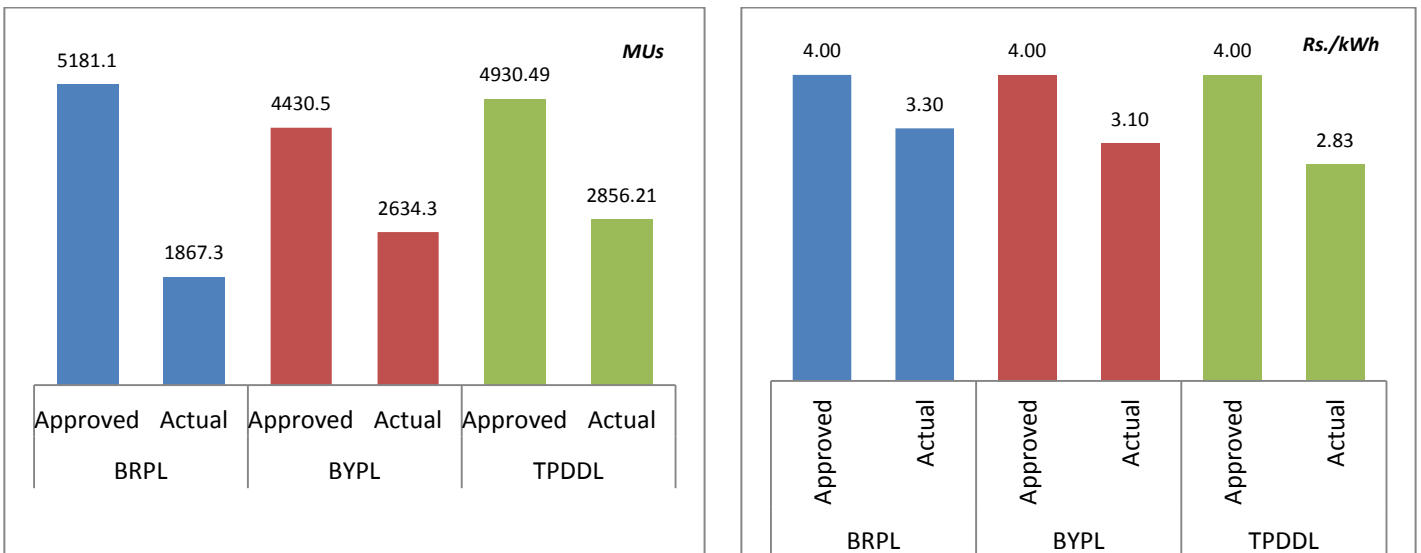 MUs
5181.1
1867.3
4430.5
2634.3
4930.49
2856.21
Approved Actual Approved Actual Approved Actual
BRPL BYPL TPDDL
Rs./kWh
4.00
3.30
4.00
3.10
4.00
2.83
Approved Actual Approved Actual Approved Actual
BRPL BYPL TPDDL